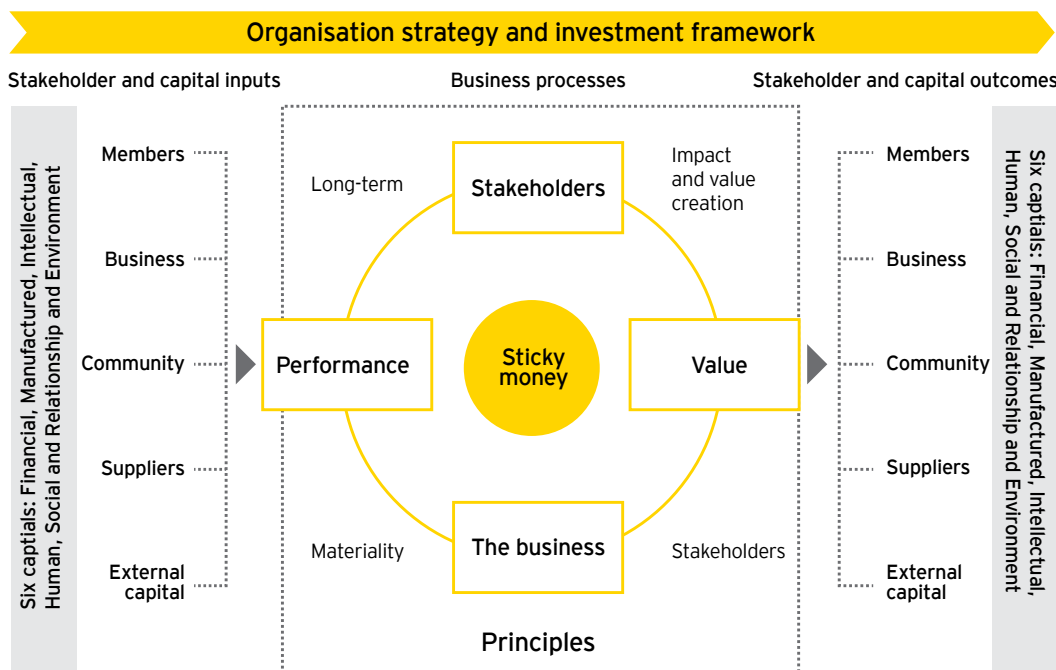 Organisation strategy and investment framework
Stakeholder and capital inputs
Business processes
Stakeholder and capital outcomes
Six captials: Financial, Manufactured, Intellectual,
Human, Social and Relationship and Environment
Members
Business
Community
Suppliers
External
capital
Long-term
Impact
and value
creation
Stakeholders
Performance
Sticky
money
Value
The business
Materiality
Stakeholders
Principles
Members
Business
Community
Suppliers
External
capital
Six captials: Financial, Manufactured, Intellectual,
Human, Social and Relationship and Environment